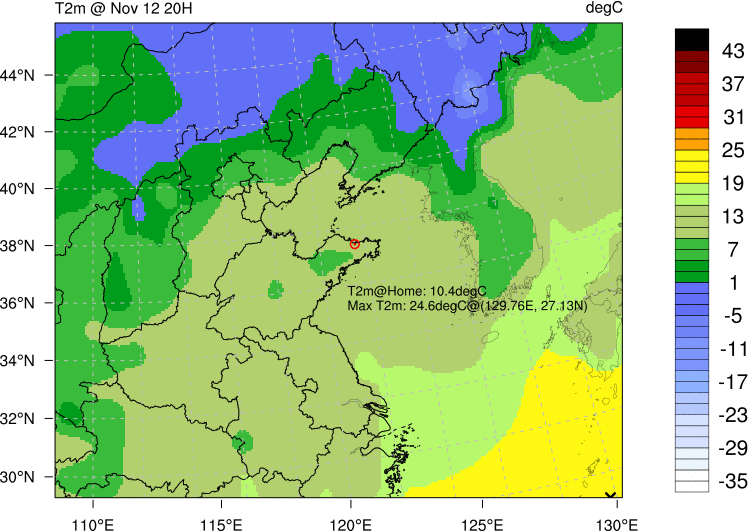 T2m @ Nov 12 20H
degC
44°N
42°N
40°N
38°N
36°N
34°N
32°N
30°N
T2m@Home: 10.4degC
Max T2m: 24.6degC@(129.76E, 27.13N)
110°E
115°E
120°E
125°E
130°E
43
37
31
25
19
13
7
1
-5
-11
-17
-23
-29
-35